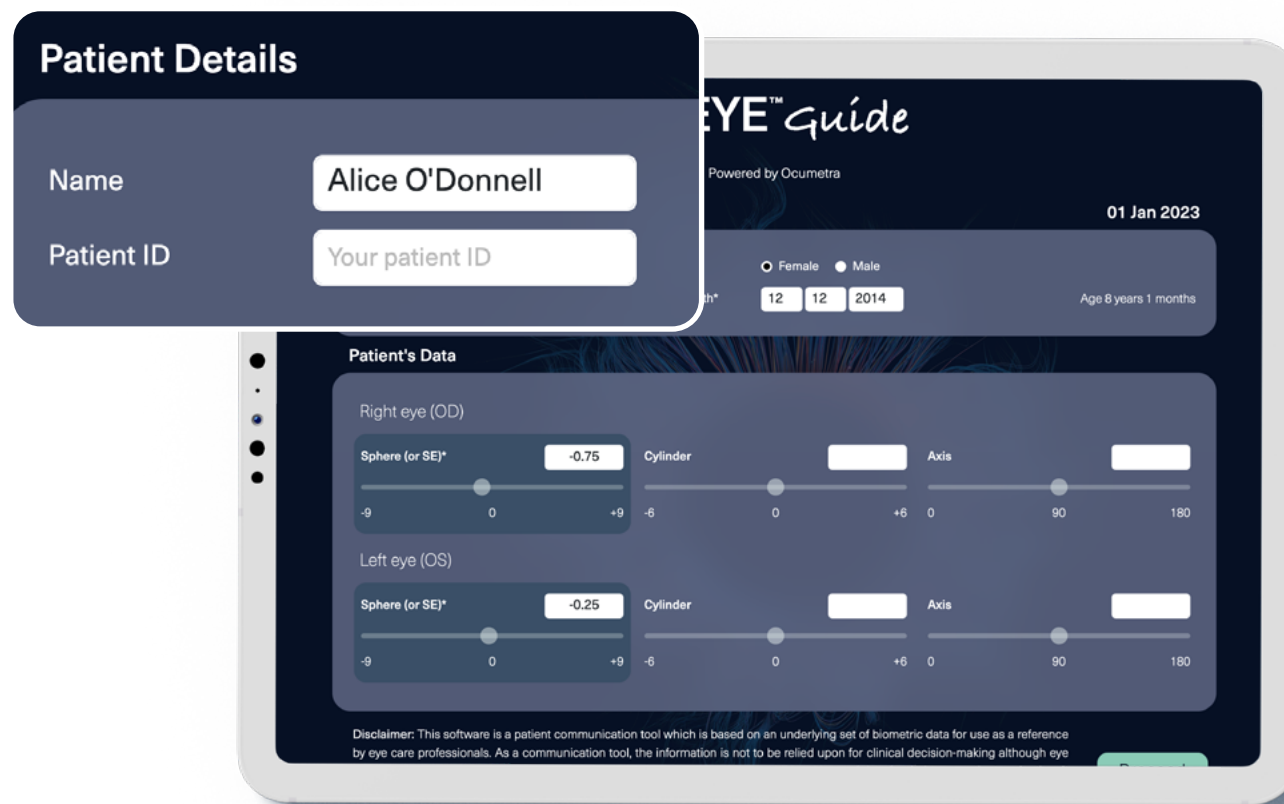 Patient Details
Name
Alice O'Donnell
Patient ID
Your patient ID
EYE™ Guide
Powered by Ocumetra
01 Jan 2023
Female Male
12 12 2014
Age 8 years 1 months
Patient's Data
Right eye (OD)
Sphere (or SE)* -0.75 Cylinder Axis
-9 0 +9 -6 0 +6 0 90 180
Left eye (OS)
Sphere (or SE)* -0.25 Cylinder Axis
-9 0 +9 -6 0 +6 0 90 180
Disclaimer: This software is a patient communication tool which is based on an underlying set of biometric data for use as a reference
by eye care professionals. As a communication tool, the information is not to be relied upon for clinical decision-making although eye